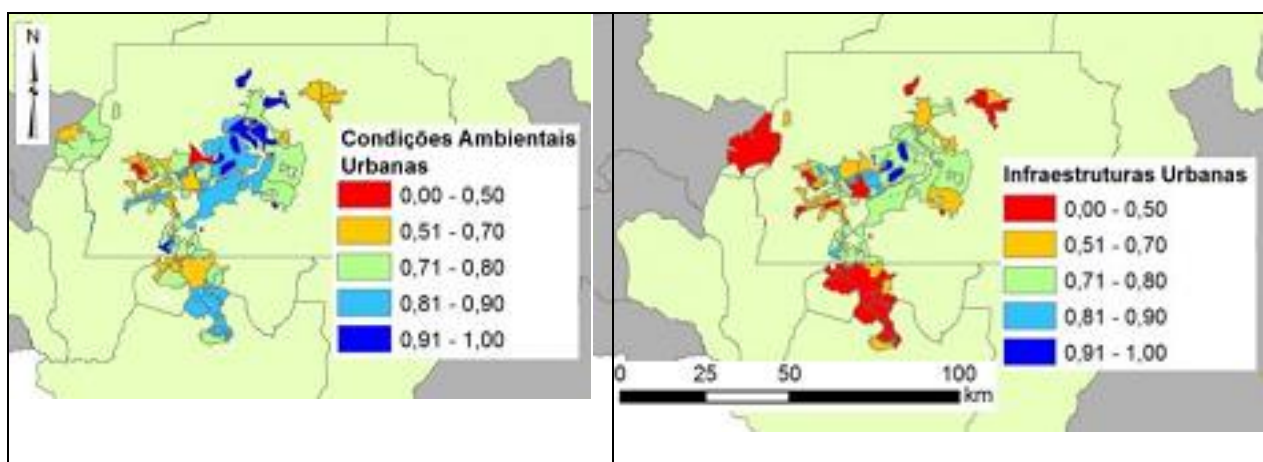 N
Condições Ambientais
Urbanas
0,00 - 0,50
0,51 - 0,70
0,71 - 0,80
0,81 - 0,90
0,91 - 1,00
Infraestruturas Urbanas
0,00 - 0,50
0,51 - 0,70
0,71 - 0,80
0,81 - 0,90
0,91 - 1,00
0 25 50 100
km